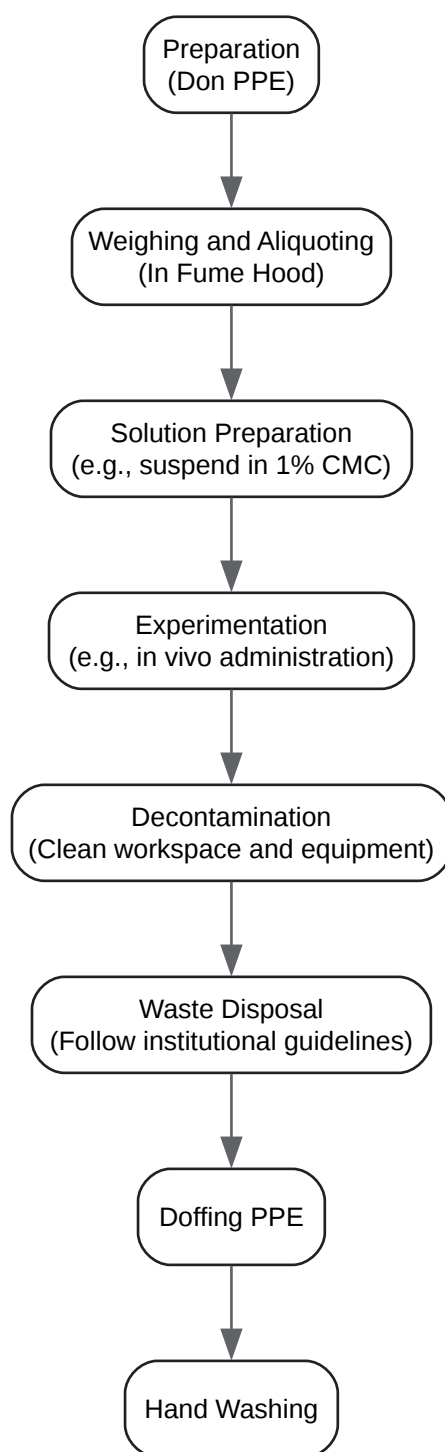 Preparation
(Don PPE)
Weighing and Aliquoting
(In Fume Hood)
Solution Preparation
(e.g., suspend in 1% CMC)
Experimentation
(e.g., in vivo administration)
Decontamination
(Clean workspace and equipment)
Waste Disposal
(Follow institutional guidelines)
Doffing PPE
Hand Washing